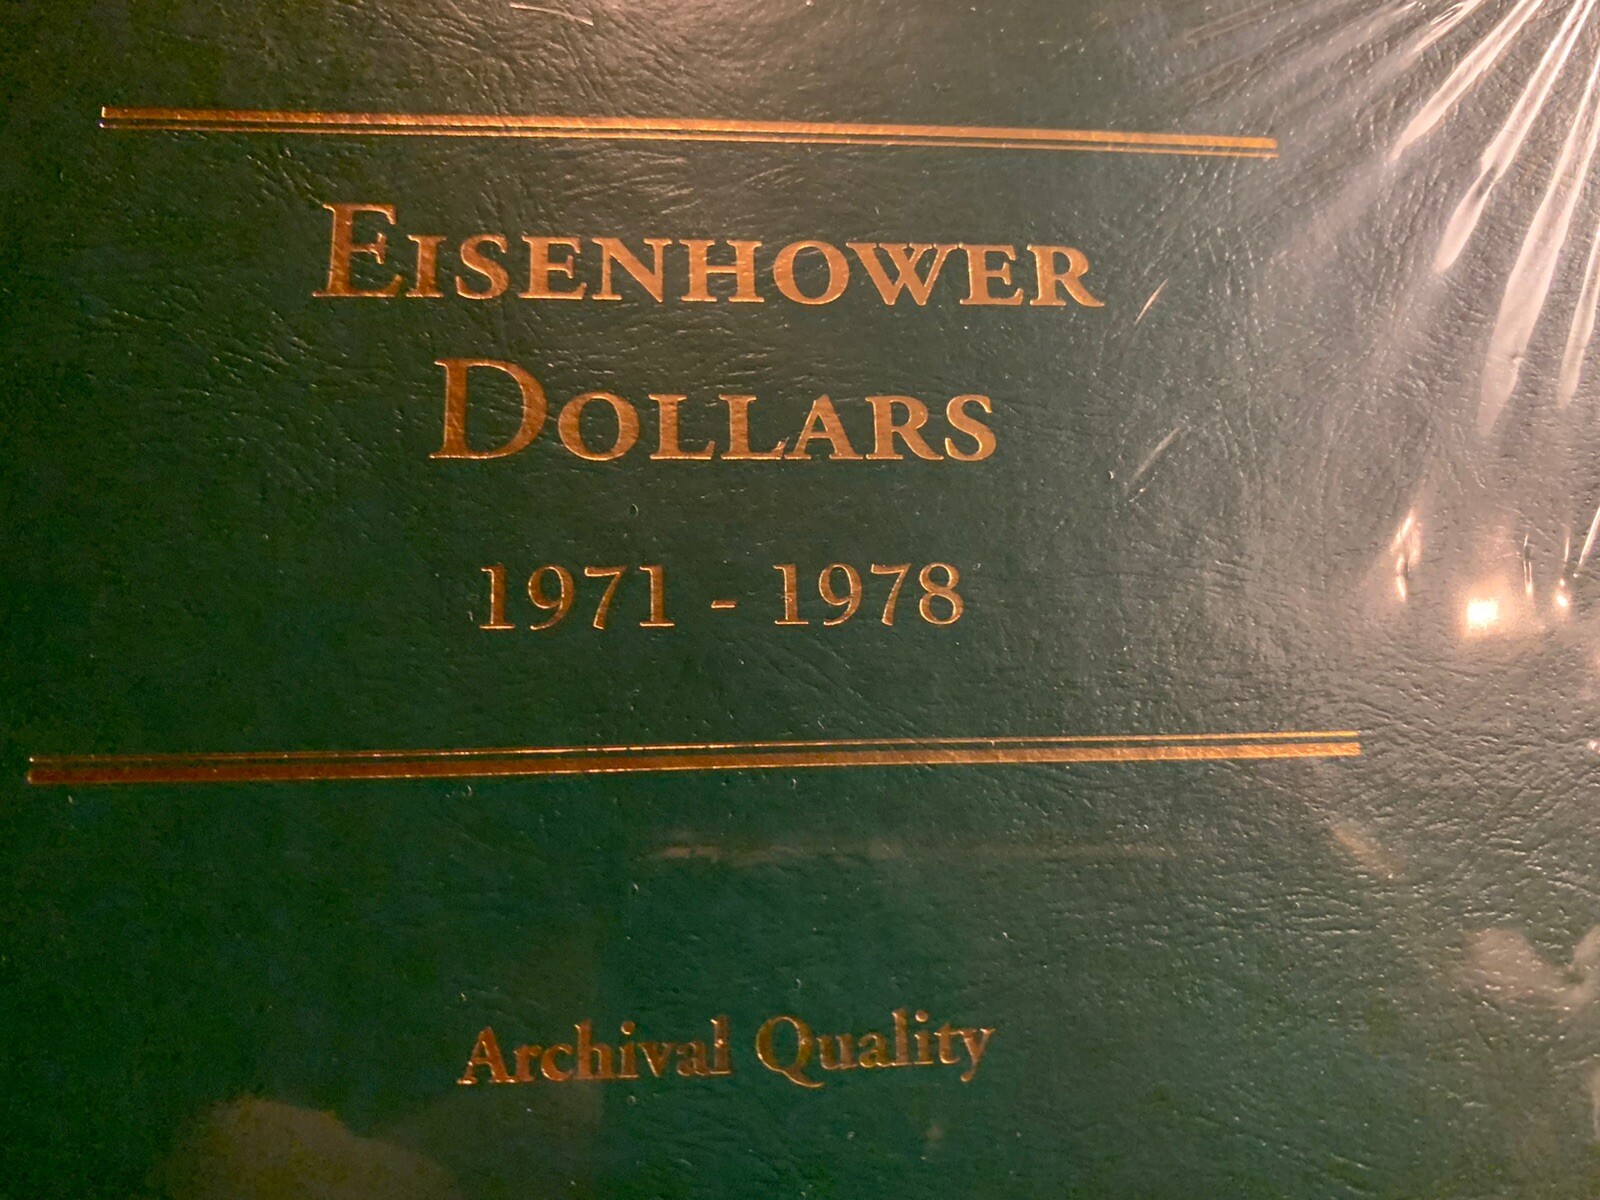 EISENHOWER
DOLLARS
1971 - 1978
Archival Quality